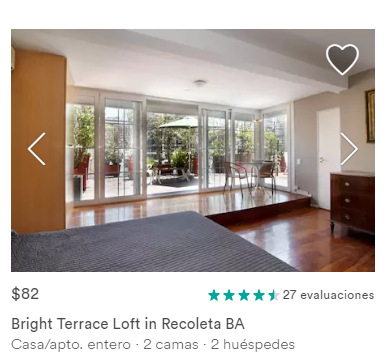 $82
27 evaluaciones
Bright Terrace Loft in Recoleta BA
Casa/apto. entero · 2 camas · 2 huéspedes